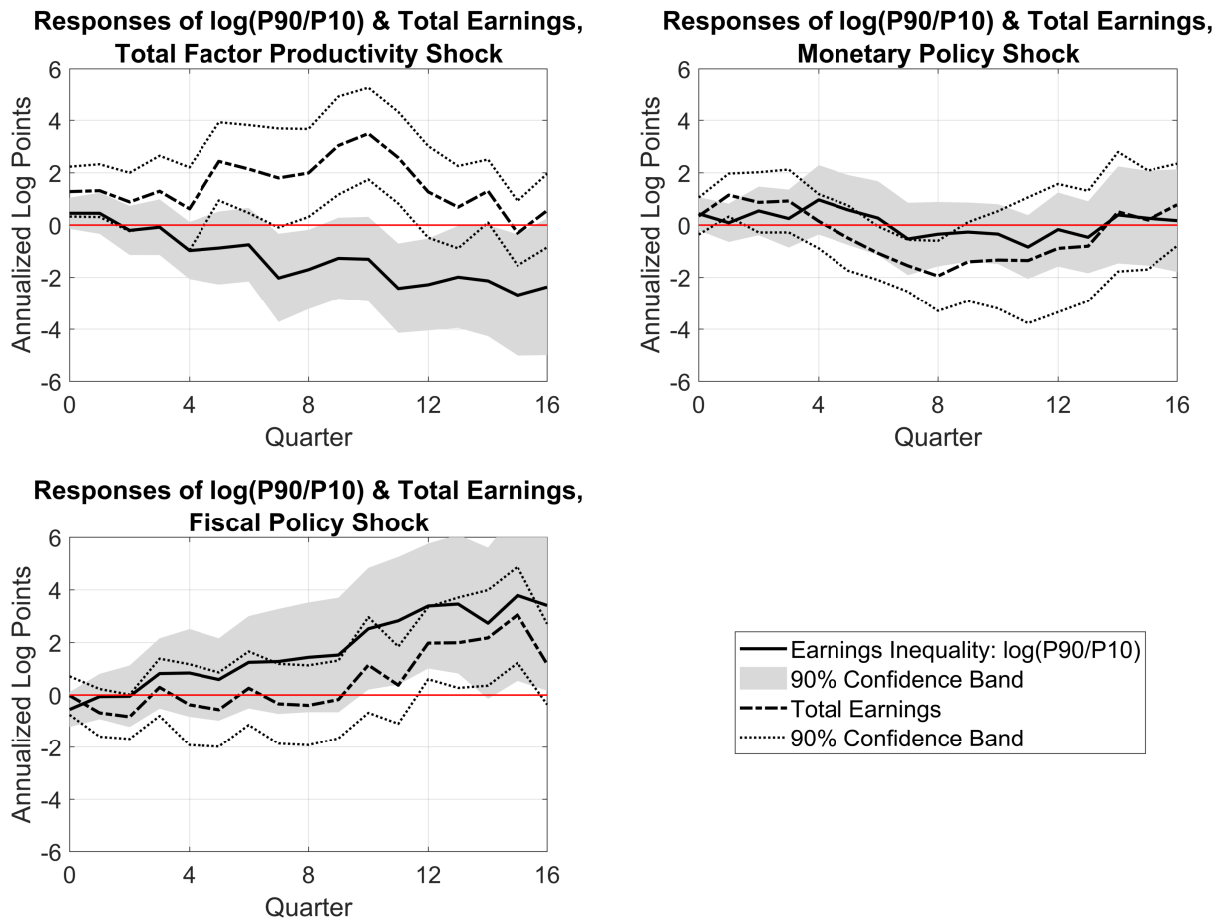 Responses of log(P90/P10) & Total Earnings,
Total Factor Productivity Shock
Annualized Log Points
6
4
2
0
-2
-4
-6
0 4 8 12 16
Quarter
Responses of log(P90/P10) & Total Earnings,
Monetary Policy Shock
Annualized Log Points
6
4
2
0
-2
-4
-6
0 4 8 12 16
Quarter
Responses of log(P90/P10) & Total Earnings,
Fiscal Policy Shock
Annualized Log Points
6
4
2
0
-2
-4
-6
0 4 8 12 16
Quarter
Earnings Inequality: log(P90/P10)
90% Confidence Band
Total Earnings
90% Confidence Band